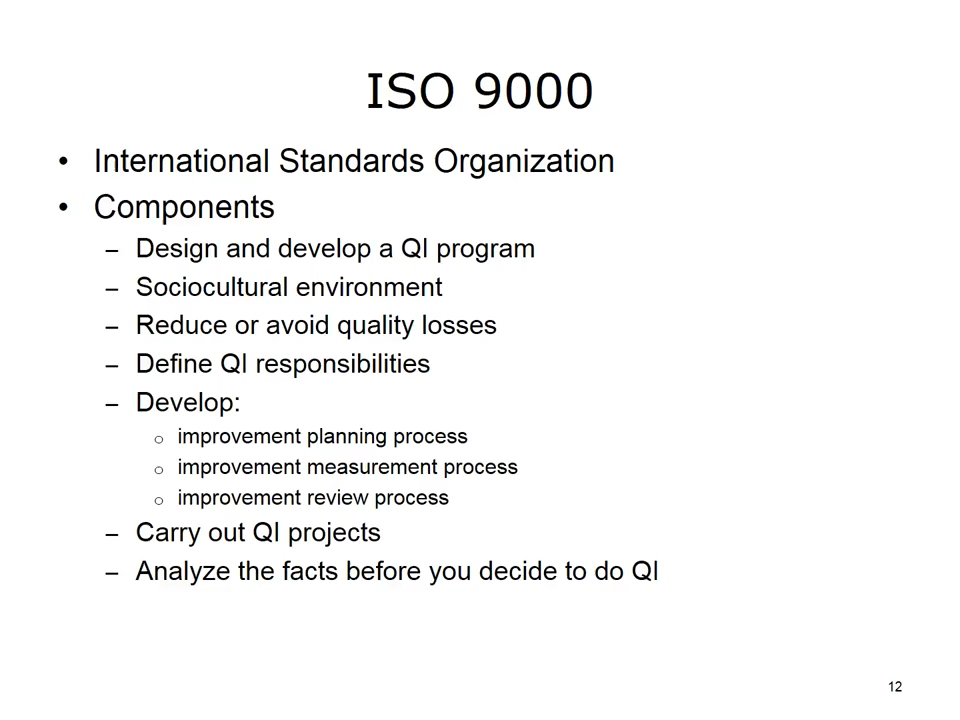 ISO 9000
• International Standards Organization
• Components
– Design and develop a QI program
– Sociocultural environment
– Reduce or avoid quality losses
– Define QI responsibilities
– Develop:
o improvement planning process
o improvement measurement process
o improvement review process
– Carry out QI projects
– Analyze the facts before you decide to do QI
12